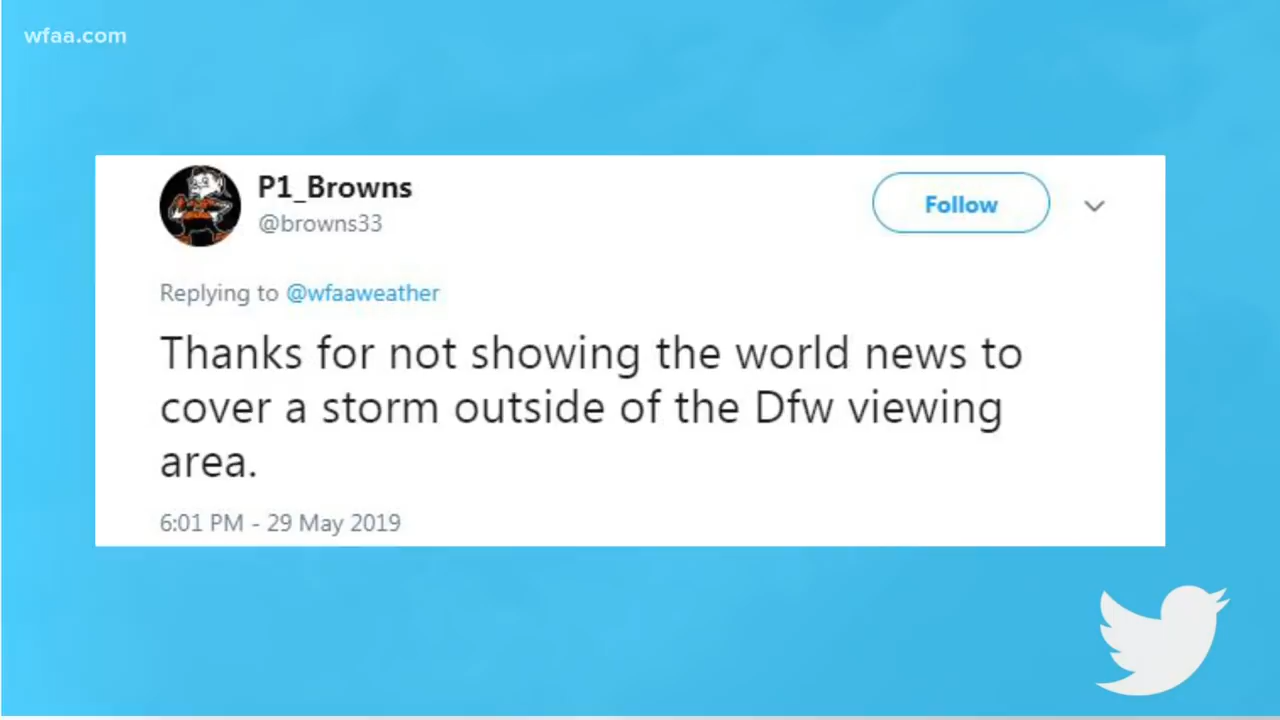 wfaa.com
P1_Browns
@browns33
Follow
Replying to @wfaaweather
Thanks for not showing the world news to
cover a storm outside of the Dfw viewing
area.
6:01 PM - 29 May 2019